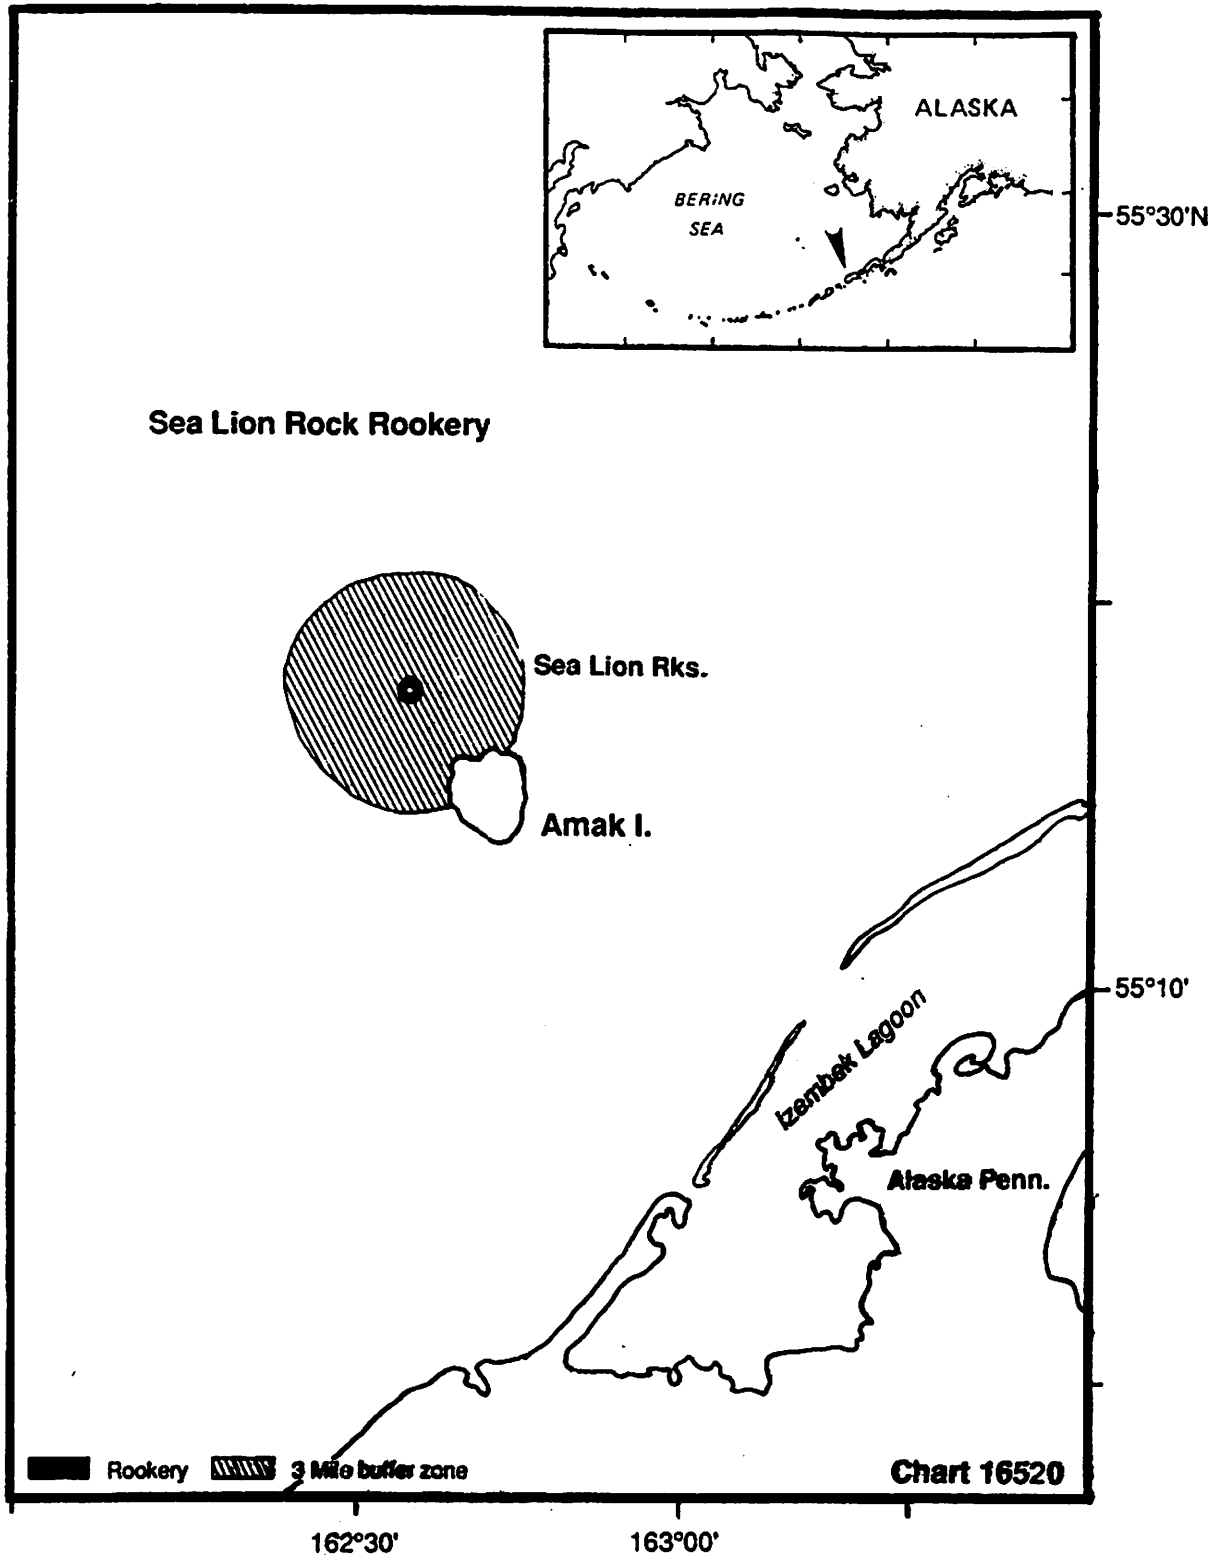 ALASKA
BERING
SEA
55°30'N
Sea Lion Rock Rookery
Sea Lion Rks.
Amak I.
55°10'
Izembek Lagoon
Alaska Penn.
Rookery
3 Mile buffer zone
Chart 16520
162°30'
163°00'